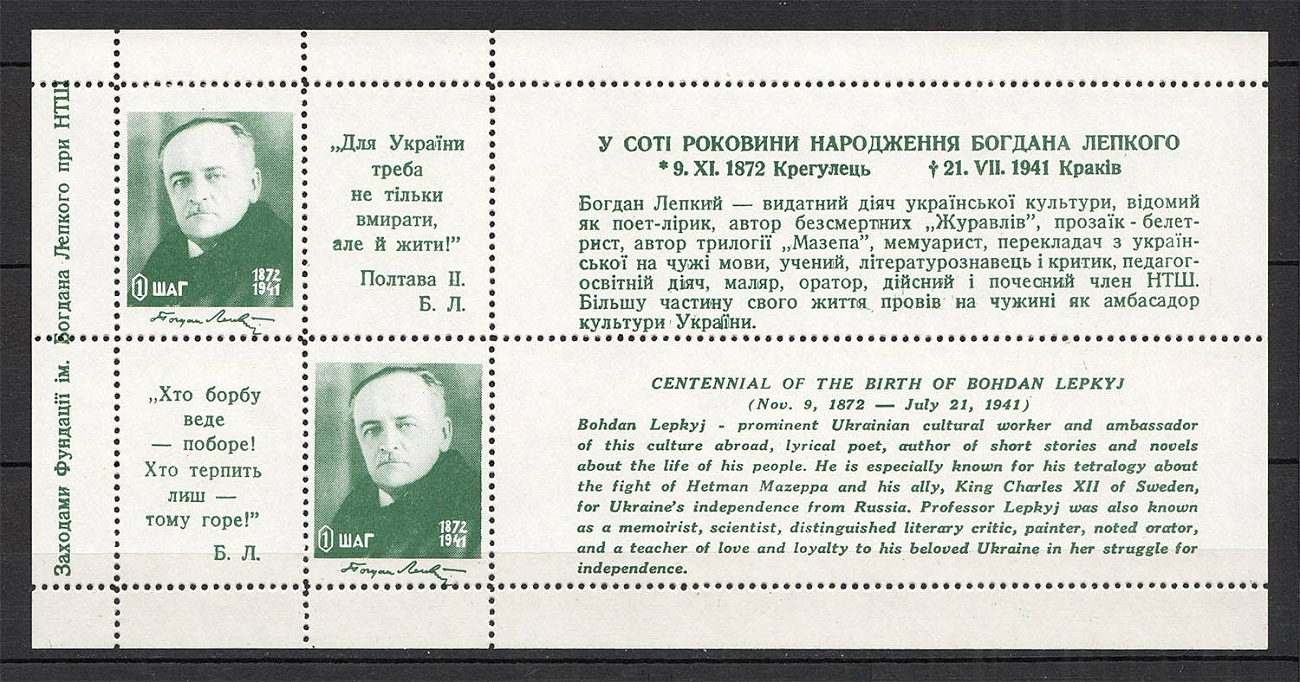 Заходами Фундації ім. Богдана Лепкого при НТШ
1 ШАГ
1872
1941
Богдан Лепкий
„Для України
треба
не тільки
вмирати,
але й жити!”
Полтава II.
Б. Л.
„Хто борбу
веде
— поборе!
Хто терпить
лиш —
тому горе!”
Б. Л.
1 ШАГ
1872
1941
Богдан Лепкий
У СОТІ РОКОВИНИ НАРОДЖЕННЯ БОГДАНА ЛЕПКОГО
* 9. XI. 1872 Крегулець † 21. VII. 1941 Краків
Богдан Лепкий — видатний діяч української культури, відомий
як поет-лірик, автор безсмертних „Журавлів”, прозаїк - белет-
рист, автор трилогії „Мазепа”, мемуарист, перекладач з україн-
ської на чужі мови, учений, літературознавець і критик, педагог-
освітній діяч, маляр, оратор, дійсний і почесний член НТШ.
Більшу частину свого життя провів на чужині як амбасадор
культури України.
CENTENNIAL OF THE BIRTH OF BOHDAN LEPKYJ
(Nov. 9, 1872 — July 21, 1941)
Bohdan Lepkyj - prominent Ukrainian cultural worker and ambassador
of this culture abroad, lyrical poet, author of short stories and novels
about the life of his people. He is especially known for his tetralogy about
the fight of Hetman Mazeppa and his ally, King Charles XII of Sweden,
for Ukraine's independence from Russia. Professor Lepkyj was also known
as a memoirist, scientist, distinguished literary critic, painter, noted orator,
and a teacher of love and loyalty to his beloved Ukraine in her struggle for
independence.